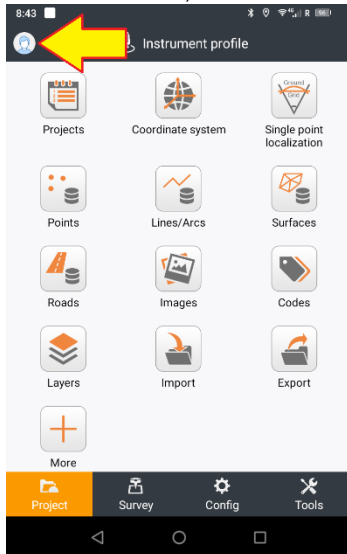 8:43
R 96
Instrument profile
Ground
Grid
Projects
Coordinate system
Single point
localization
Points
Lines/Arcs
Surfaces
Roads
Images
Codes
Layers
Import
Export
More
Project
Survey
Config
Tools